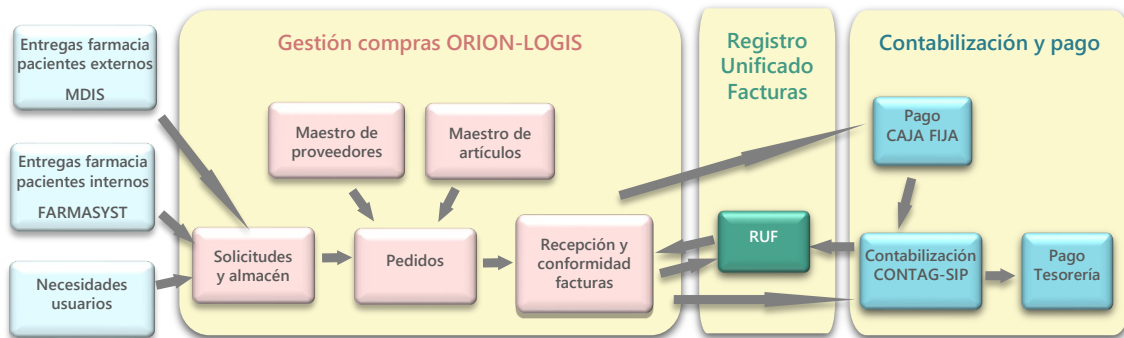 Entregas farmacia
pacientes externos
MDIS
Entregas farmacia
pacientes internos
FARMASYST
Necesidades
usuarios
Gestión compras ORION-LOGIS
Maestro de
proveedores
Maestro de
artículos
Solicitudes
y almacén
Pedidos
Recepción y
conformidad
facturas
Registro
Unificado
Facturas
RUF
Contabilización y pago
Pago
CAJA FIJA
Contabilización
CONTAG-SIP
Pago
Tesorería